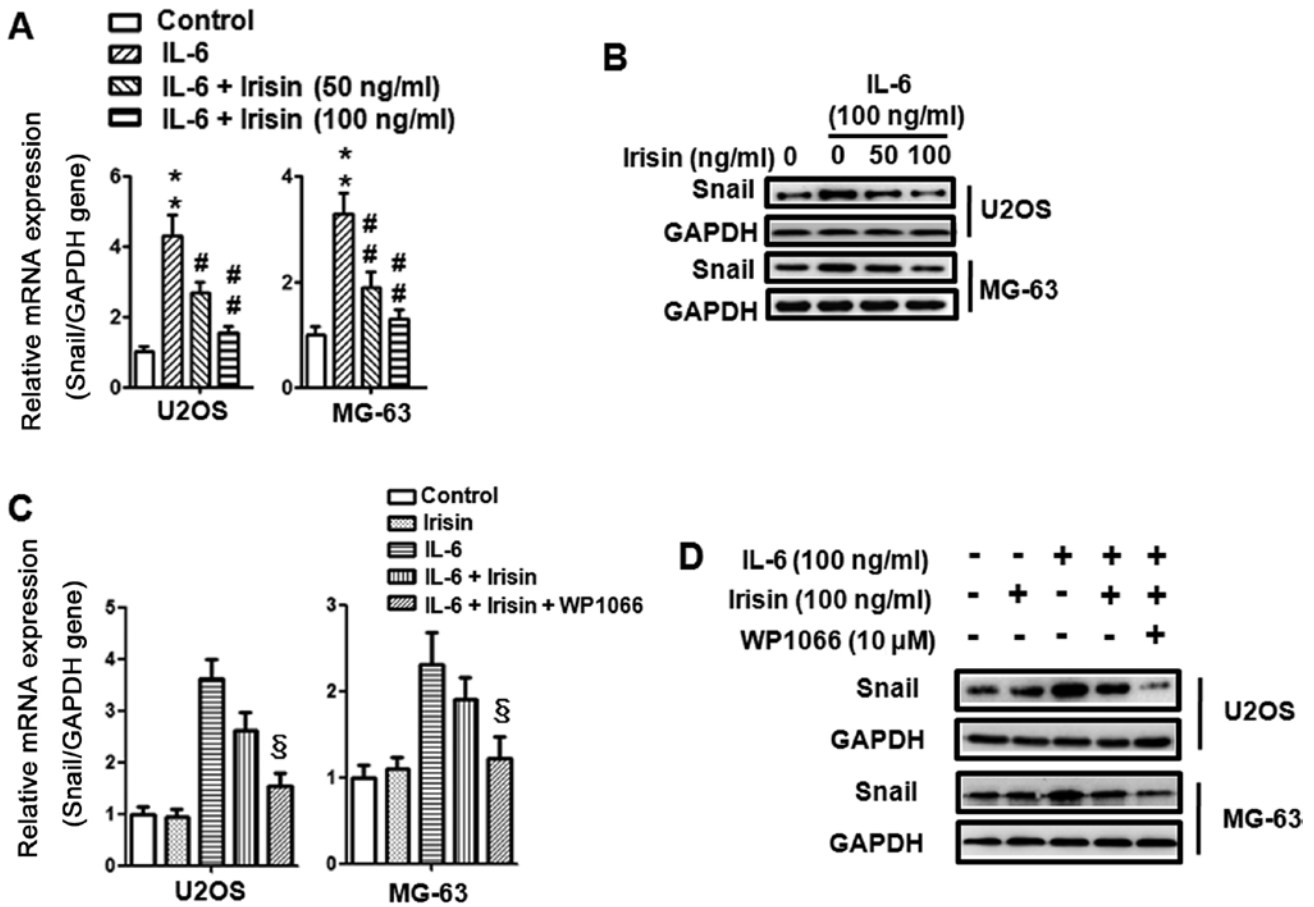 A
Control
IL-6
IL-6 + Irisin (50 ng/ml)
IL-6 + Irisin (100 ng/ml)
Relative mRNA expression
(Snail/GAPDH gene)
6
4
2
0
* *
#
# #
U2OS
4
2
0
* *
# #
# #
MG-63
B
IL-6
(100 ng/ml)
Irisin (ng/ml) 0 0 50 100
Snail
GAPDH
U2OS
Snail
GAPDH
MG-63
C
Control
Irisin
IL-6
IL-6 + Irisin
IL-6 + Irisin + WP1066
Relative mRNA expression
(Snail/GAPDH gene)
5
4
3
2
1
0
§
U2OS
3
2
1
0
§
MG-63
D
IL-6 (100 ng/ml) - - + + +
Irisin (100 ng/ml) - + - + +
WP1066 (10 μM) - - - - +
Snail
GAPDH
U2OS
Snail
GAPDH
MG-63